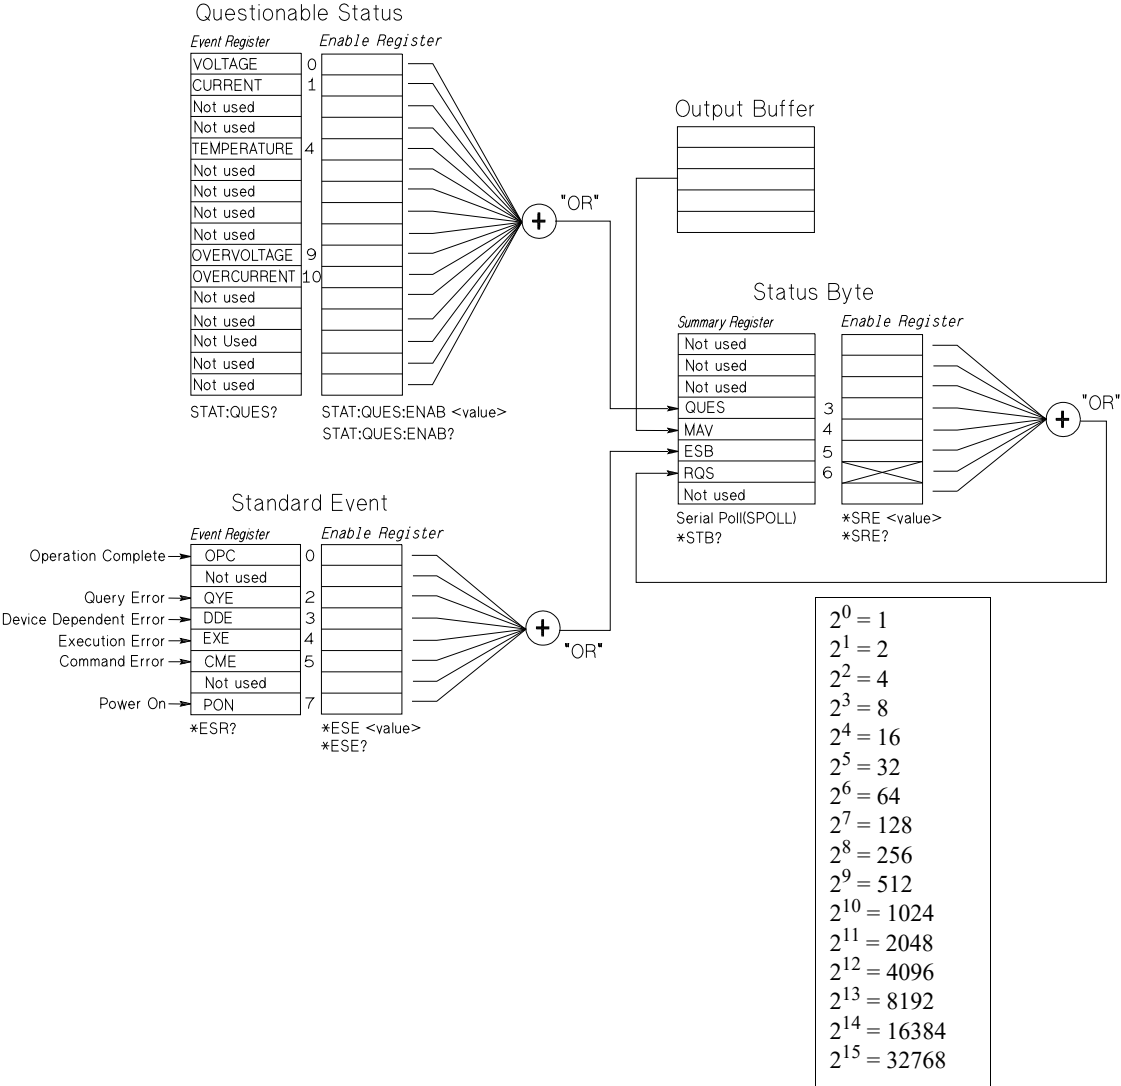 Questionable Status
Event Register Enable Register
VOLTAGE 0
CURRENT 1
Not used
Not used
TEMPERATURE 4
Not used
Not used
Not used
Not used
OVERVOLTAGE 9
OVERCURRENT 10
Not used
Not used
Not Used
Not used
Not used
STAT:QUES? STAT:QUES:ENAB <value>
STAT:QUES:ENAB?
"OR"
Output Buffer
Status Byte
Summary Register Enable Register
Not used
Not used
Not used
QUES 3
MAV 4
ESB 5
RQS 6
Not used
Serial Poll(SPOLL) *SRE <value>
*STB? *SRE?
"OR"
Standard Event
Event Register Enable Register
Operation Complete OPC 0
Not used
Query Error QYE 2
Device Dependent Error DDE 3
Execution Error EXE 4
Command Error CME 5
Not used
Power On PON 7
*ESR? *ESE <value>
*ESE?
"OR"
2^0 = 1
2^1 = 2
2^2 = 4
2^3 = 8
2^4 = 16
2^5 = 32
2^6 = 64
2^7 = 128
2^8 = 256
2^9 = 512
2^10 = 1024
2^11 = 2048
2^12 = 4096
2^13 = 8192
2^14 = 16384
2^15 = 32768